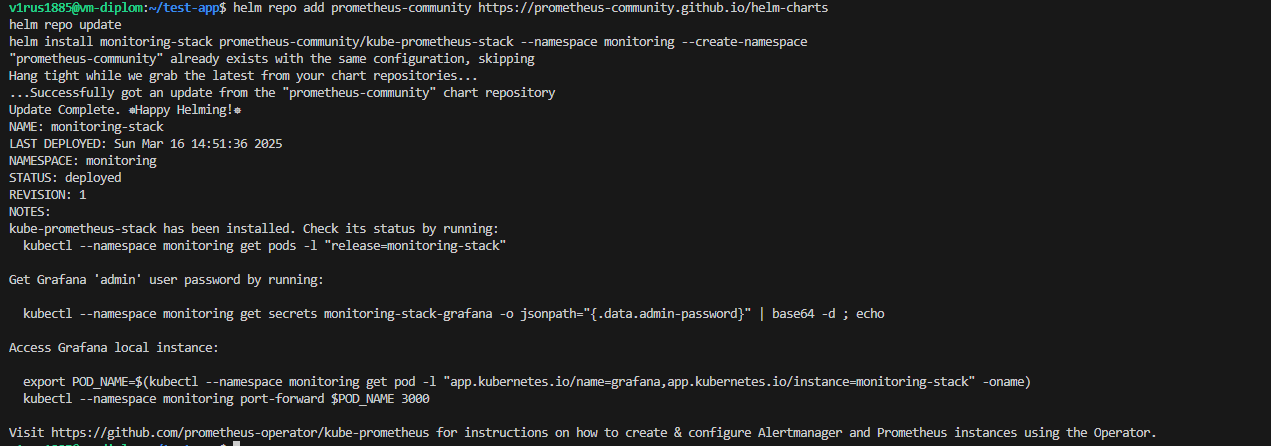 v1rus1885@vm-diplom:~/test-app$ helm repo add prometheus-community https://prometheus-community.github.io/helm-charts
helm repo update
helm install monitoring-stack prometheus-community/kube-prometheus-stack --namespace monitoring --create-namespace
"prometheus-community" already exists with the same configuration, skipping
Hang tight while we grab the latest from your chart repositories...
...Successfully got an update from the "prometheus-community" chart repository
Update Complete. ⎈Happy Helming!⎈
NAME: monitoring-stack
LAST DEPLOYED: Sun Mar 16 14:51:36 2025
NAMESPACE: monitoring
STATUS: deployed
REVISION: 1
NOTES:
kube-prometheus-stack has been installed. Check its status by running:
  kubectl --namespace monitoring get pods -l "release=monitoring-stack"

Get Grafana 'admin' user password by running:

  kubectl --namespace monitoring get secrets monitoring-stack-grafana -o jsonpath="{.data.admin-password}" | base64 -d ; echo

Access Grafana local instance:

  export POD_NAME=$(kubectl --namespace monitoring get pod -l "app.kubernetes.io/name=grafana,app.kubernetes.io/instance=monitoring-stack" -oname)
  kubectl --namespace monitoring port-forward $POD_NAME 3000

Visit https://github.com/prometheus-operator/kube-prometheus for instructions on how to create & configure Alertmanager and Prometheus instances using the Operator.